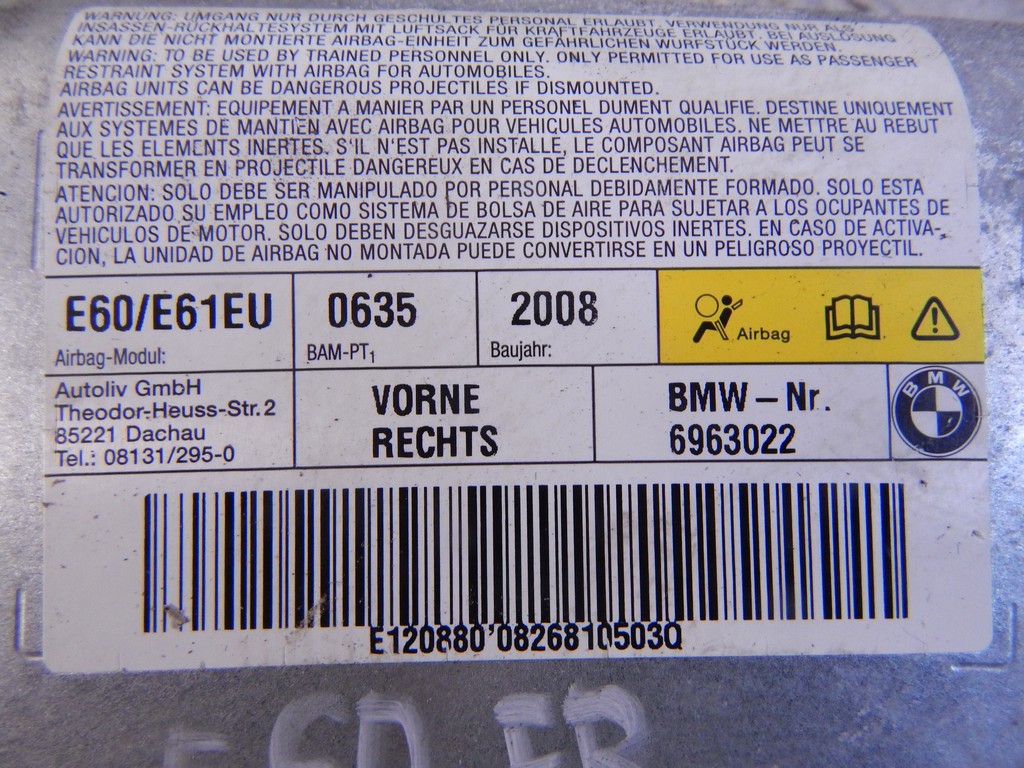 WARNUNG: UMGANG NUR DURCH GESCHULTES PERSONAL ERLAUBT. VERWENDUNG NUR ALS
INSASSEN-RÜCKHALTESYSTEM MIT LUFTSACK FÜR KRAFTFAHRZEUGE ERLAUBT. BEI AUSLÖSUNG
KANN DIE NICHT MONTIERTE AIRBAG-EINHEIT ZUM GEFÄHRLICHEN WURFSTÜCK WERDEN.
WARNING: TO BE USED BY TRAINED PERSONNEL ONLY. ONLY PERMITTED FOR USE AS PASSENGER
RESTRAINT SYSTEM WITH AIRBAG FOR AUTOMOBILES.
AIRBAG UNITS CAN BE DANGEROUS PROJECTILES IF DISMOUNTED.
AVERTISSEMENT: EQUIPEMENT A MANIER PAR UN PERSONEL DUMENT QUALIFIE. DESTINE UNIQUEMENT
AUX SYSTEMES DE MANTIEN AVEC AIRBAG POUR VEHICULES AUTOMOBILES. NE METTRE AU REBUT
QUE LES ELEMENTS INERTES. S'IL N'EST PAS INSTALLE, LE COMPOSANT AIRBAG PEUT SE
TRANSFORMER EN PROJECTILE DANGEREUX EN CAS DE DECLENCHEMENT.
ATENCION: SOLO DEBE SER MANIPULADO POR PERSONAL DEBIDAMENTE FORMADO. SOLO ESTA
AUTORIZADO SU EMPLEO COMO SISTEMA DE BOLSA DE AIRE PARA SUJETAR A LOS OCUPANTES DE
VEHICULOS DE MOTOR. SOLO DEBEN DESGUAZARSE DISPOSITIVOS INERTES. EN CASO DE ACTIVA-
CION, LA UNIDAD DE AIRBAG NO MONTADA PUEDE CONVERTIRSE EN UN PELIGROSO PROYECTIL.
E60/E61EU
Airbag-Modul:
0635
BAM-PT1
2008
Baujahr:
Airbag
Autoliv GmbH
Theodor-Heuss-Str.2
85221 Dachau
Tel.: 08131/295-0
VORNE
RECHTS
BMW – Nr.
6963022
BMW
E120880'0826810503Q